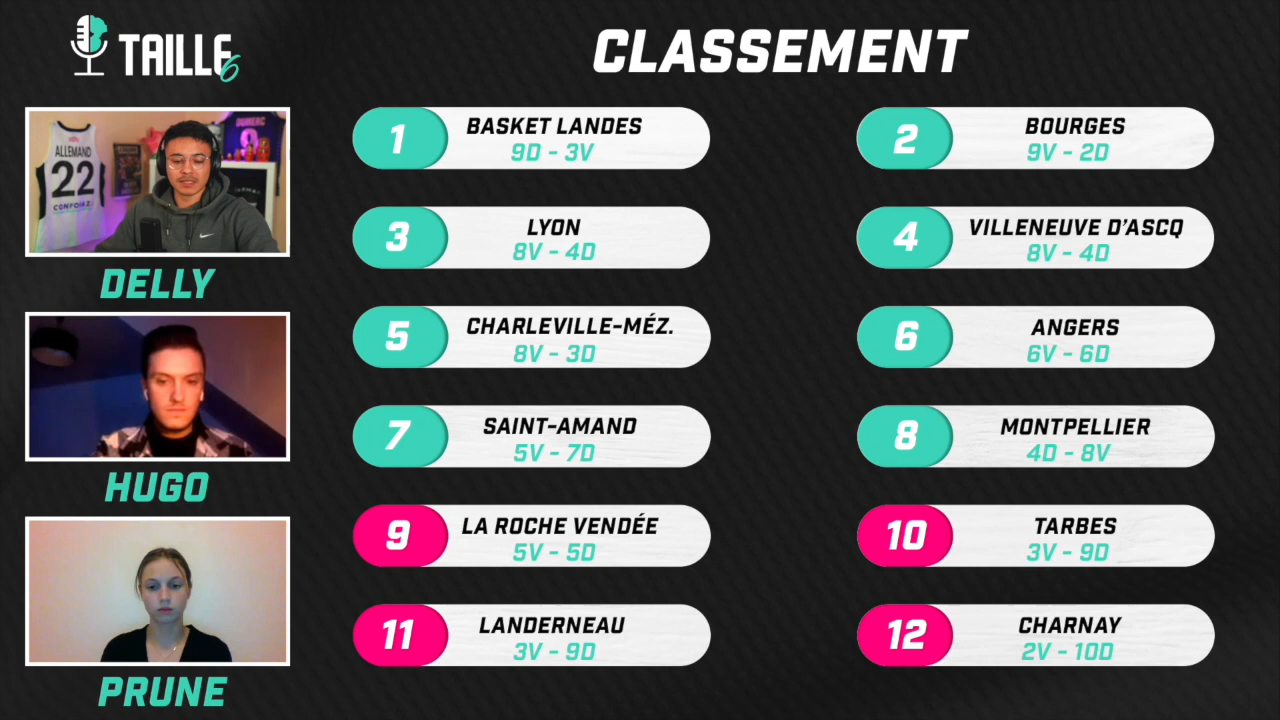 TAILLE 6
CLASSEMENT
ALLEMAND
22
DUMERC
DELLY
HUGO
PRUNE
1
BASKET LANDES
9D - 3V
2
BOURGES
9V - 2D
3
LYON
8V - 4D
4
VILLENEUVE D'ASCQ
8V - 4D
5
CHARLEVILLE-MÉZ.
8V - 3D
6
ANGERS
6V - 6D
7
SAINT-AMAND
5V - 7D
8
MONTPELLIER
4D - 8V
9
LA ROCHE VENDÉE
5V - 5D
10
TARBES
3V - 9D
11
LANDERNEAU
3V - 9D
12
CHARNAY
2V - 10D